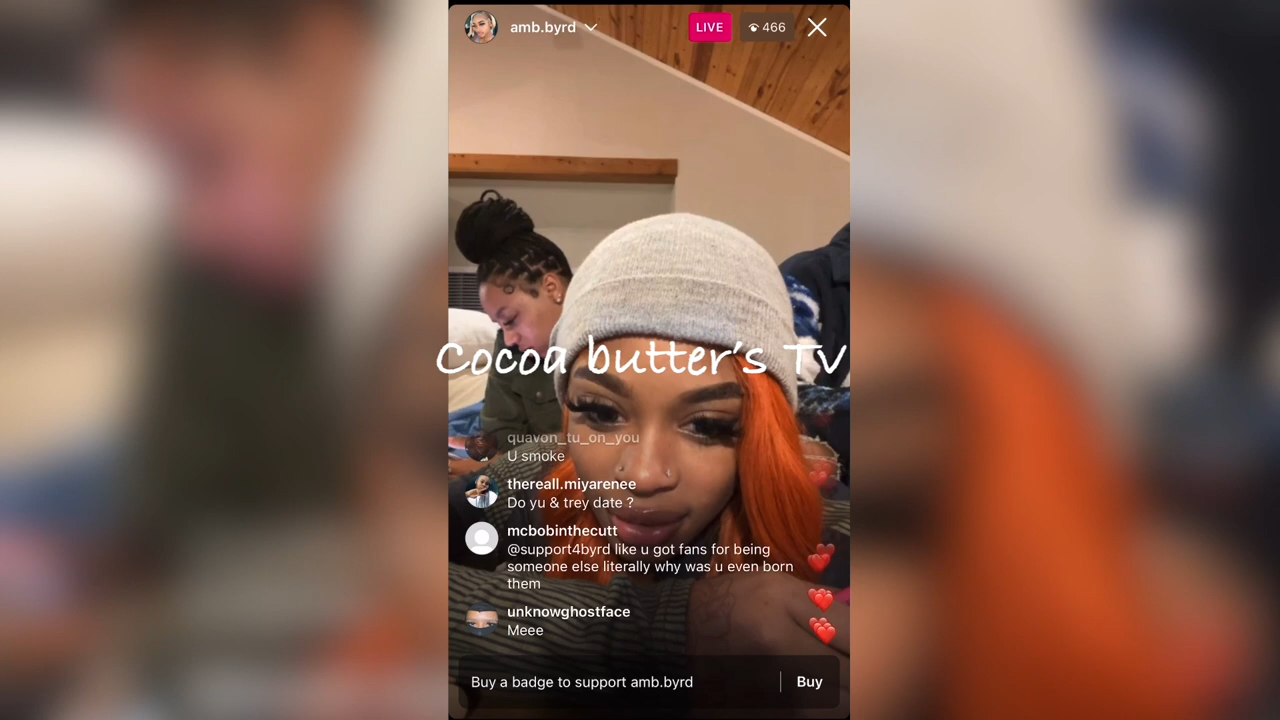 amb.byrd
LIVE
466
Cocoa butter's Tv
quavon_tu_on_you
U smoke
thereall.miyarenee
Do yu & trey date ?
mcbobinthecutt
@support4byrd like u got fans for being
someone else literally why was u even born
them
unknowghostface
Meee
Buy a badge to support amb.byrd
Buy